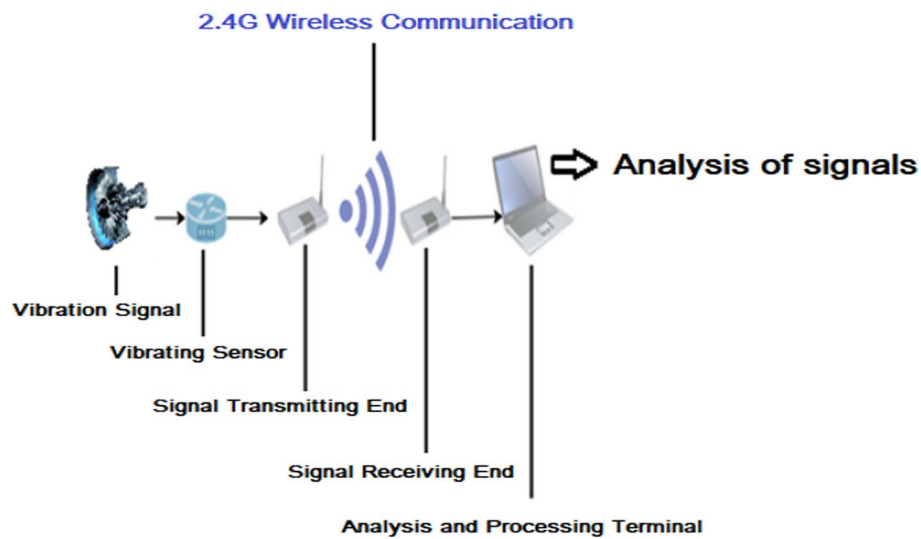 2.4G Wireless Communication
Analysis of signals
Vibration Signal
Vibrating Sensor
Signal Transmitting End
Signal Receiving End
Analysis and Processing Terminal